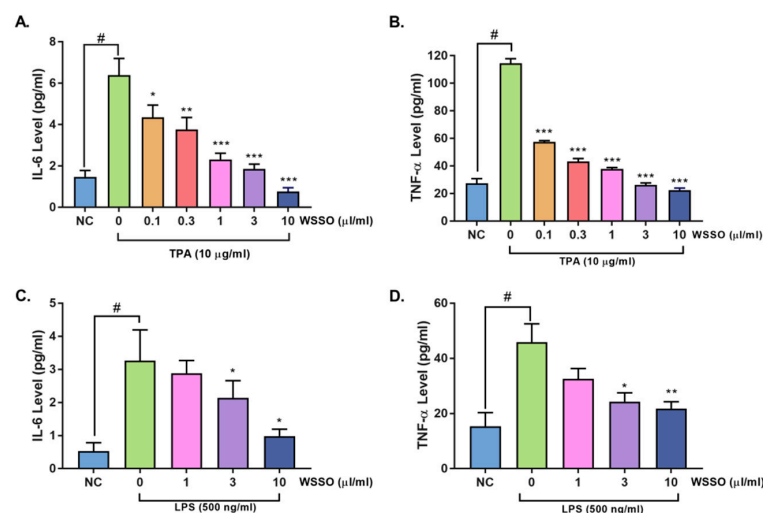 A.
#
IL-6 Level (pg/ml)
8
6
4
2
0
*
**
***
***
***
NC 0 0.1 0.3 1 3 10 WSSO (μl/ml)
TPA (10 μg/ml)
B.
#
TNF-α Level (pg/ml)
120
100
80
60
40
20
0
***
***
***
***
***
NC 0 0.1 0.3 1 3 10 WSSO (μl/ml)
TPA (10 μg/ml)
C.
#
IL-6 Level (pg/ml)
5
4
3
2
1
0
*
*
NC 0 1 3 10 WSSO (μl/ml)
LPS (500 ng/ml)
D.
#
TNF-α Level (pg/ml)
60
40
20
0
*
**
NC 0 1 3 10 WSSO (μl/ml)
LPS (500 ng/ml)